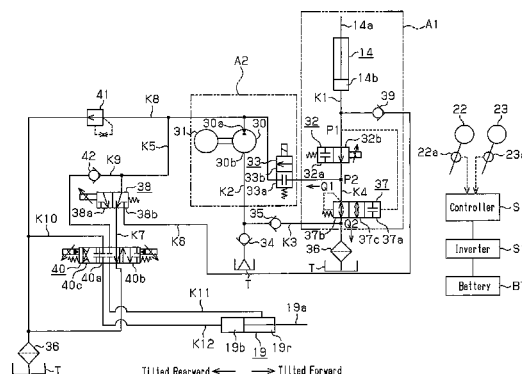 A1
14a
14
14b
39
K1
A2
41
K8
31
30a
30
30b
K5
33
33b
33a
K2
32
P1
32b
32a
P2
K4
22
23
22a
42
K9
38
38a
38b
K10
K7
K6
35
Q1
37
34
K3
37b
Q2
37c
37a
36
T
T
40
40a
40b
40c
K11
K12
19a
19b
19
19r
36
T
Controller
S
Inverter
S
Battery
Tilted Rearward
Tilted Forward